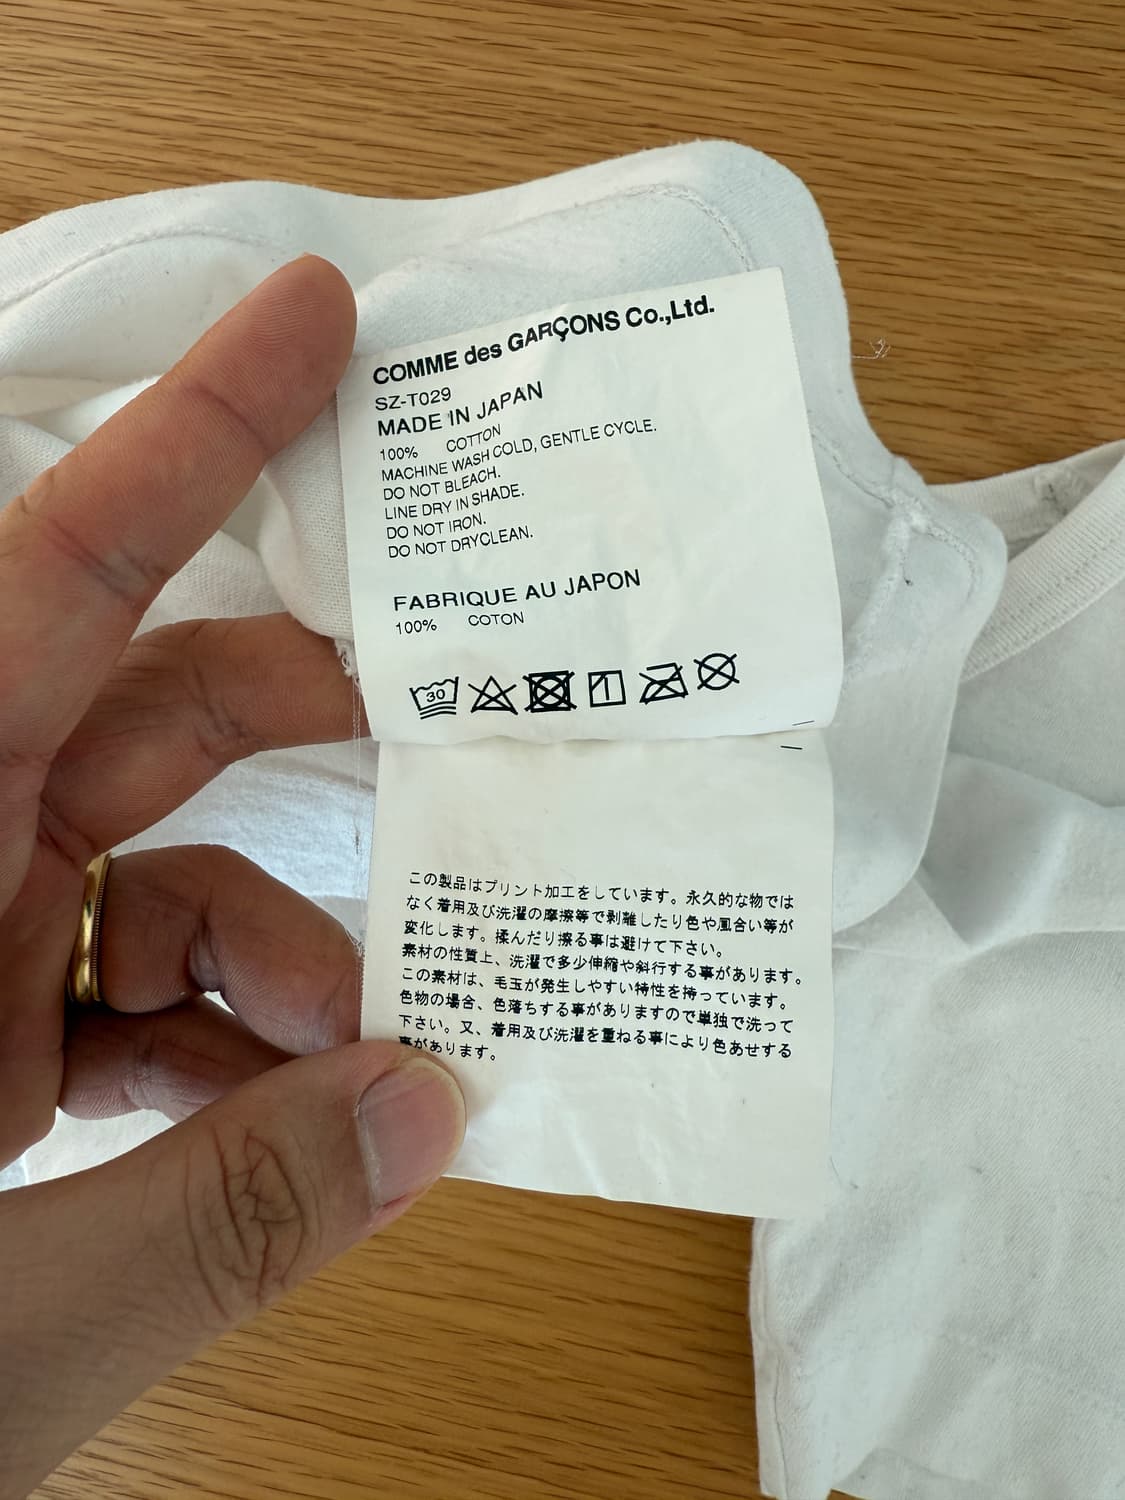 COMME des GARÇONS Co.,Ltd.
SZ-T029
MADE IN JAPAN
100% COTTON
MACHINE WASH COLD, GENTLE CYCLE.
DO NOT BLEACH.
LINE DRY IN SHADE.
DO NOT IRON.
DO NOT DRYCLEAN.
FABRIQUE AU JAPON
100% COTON
30
この製品はプリント加工をしています。永久的な物では
なく着用及び洗濯の摩擦等で剥離したり色や風合い等が
変化します。揉んだり擦る事は避けて下さい。
素材の性質上、洗濯で多少伸縮や斜行する事があります。
この素材は、毛玉が発生しやすい特性を持っています。
色物の場合、色落ちする事がありますので単独で洗って
下さい。又、着用及び洗濯を重ねる事により色あせする
事があります。